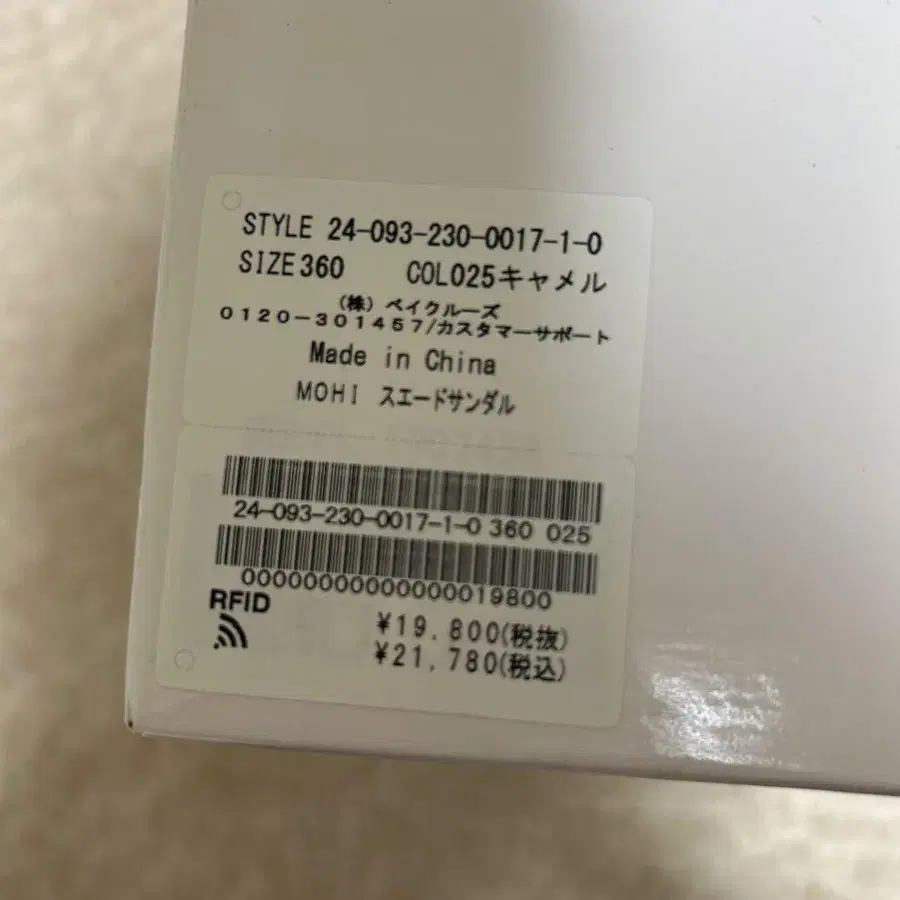 STYLE 24-093-230-0017-1-0
SIZE360 COL025キャメル
(株) ベイクルーズ
0120-301457/カスタマーサポート
Made in China
MOHI スエードサンダル
24-093-230-0017-1-0 360 025
00000000000000019800
RFID
¥19,800(税抜)
¥21,780(税込)